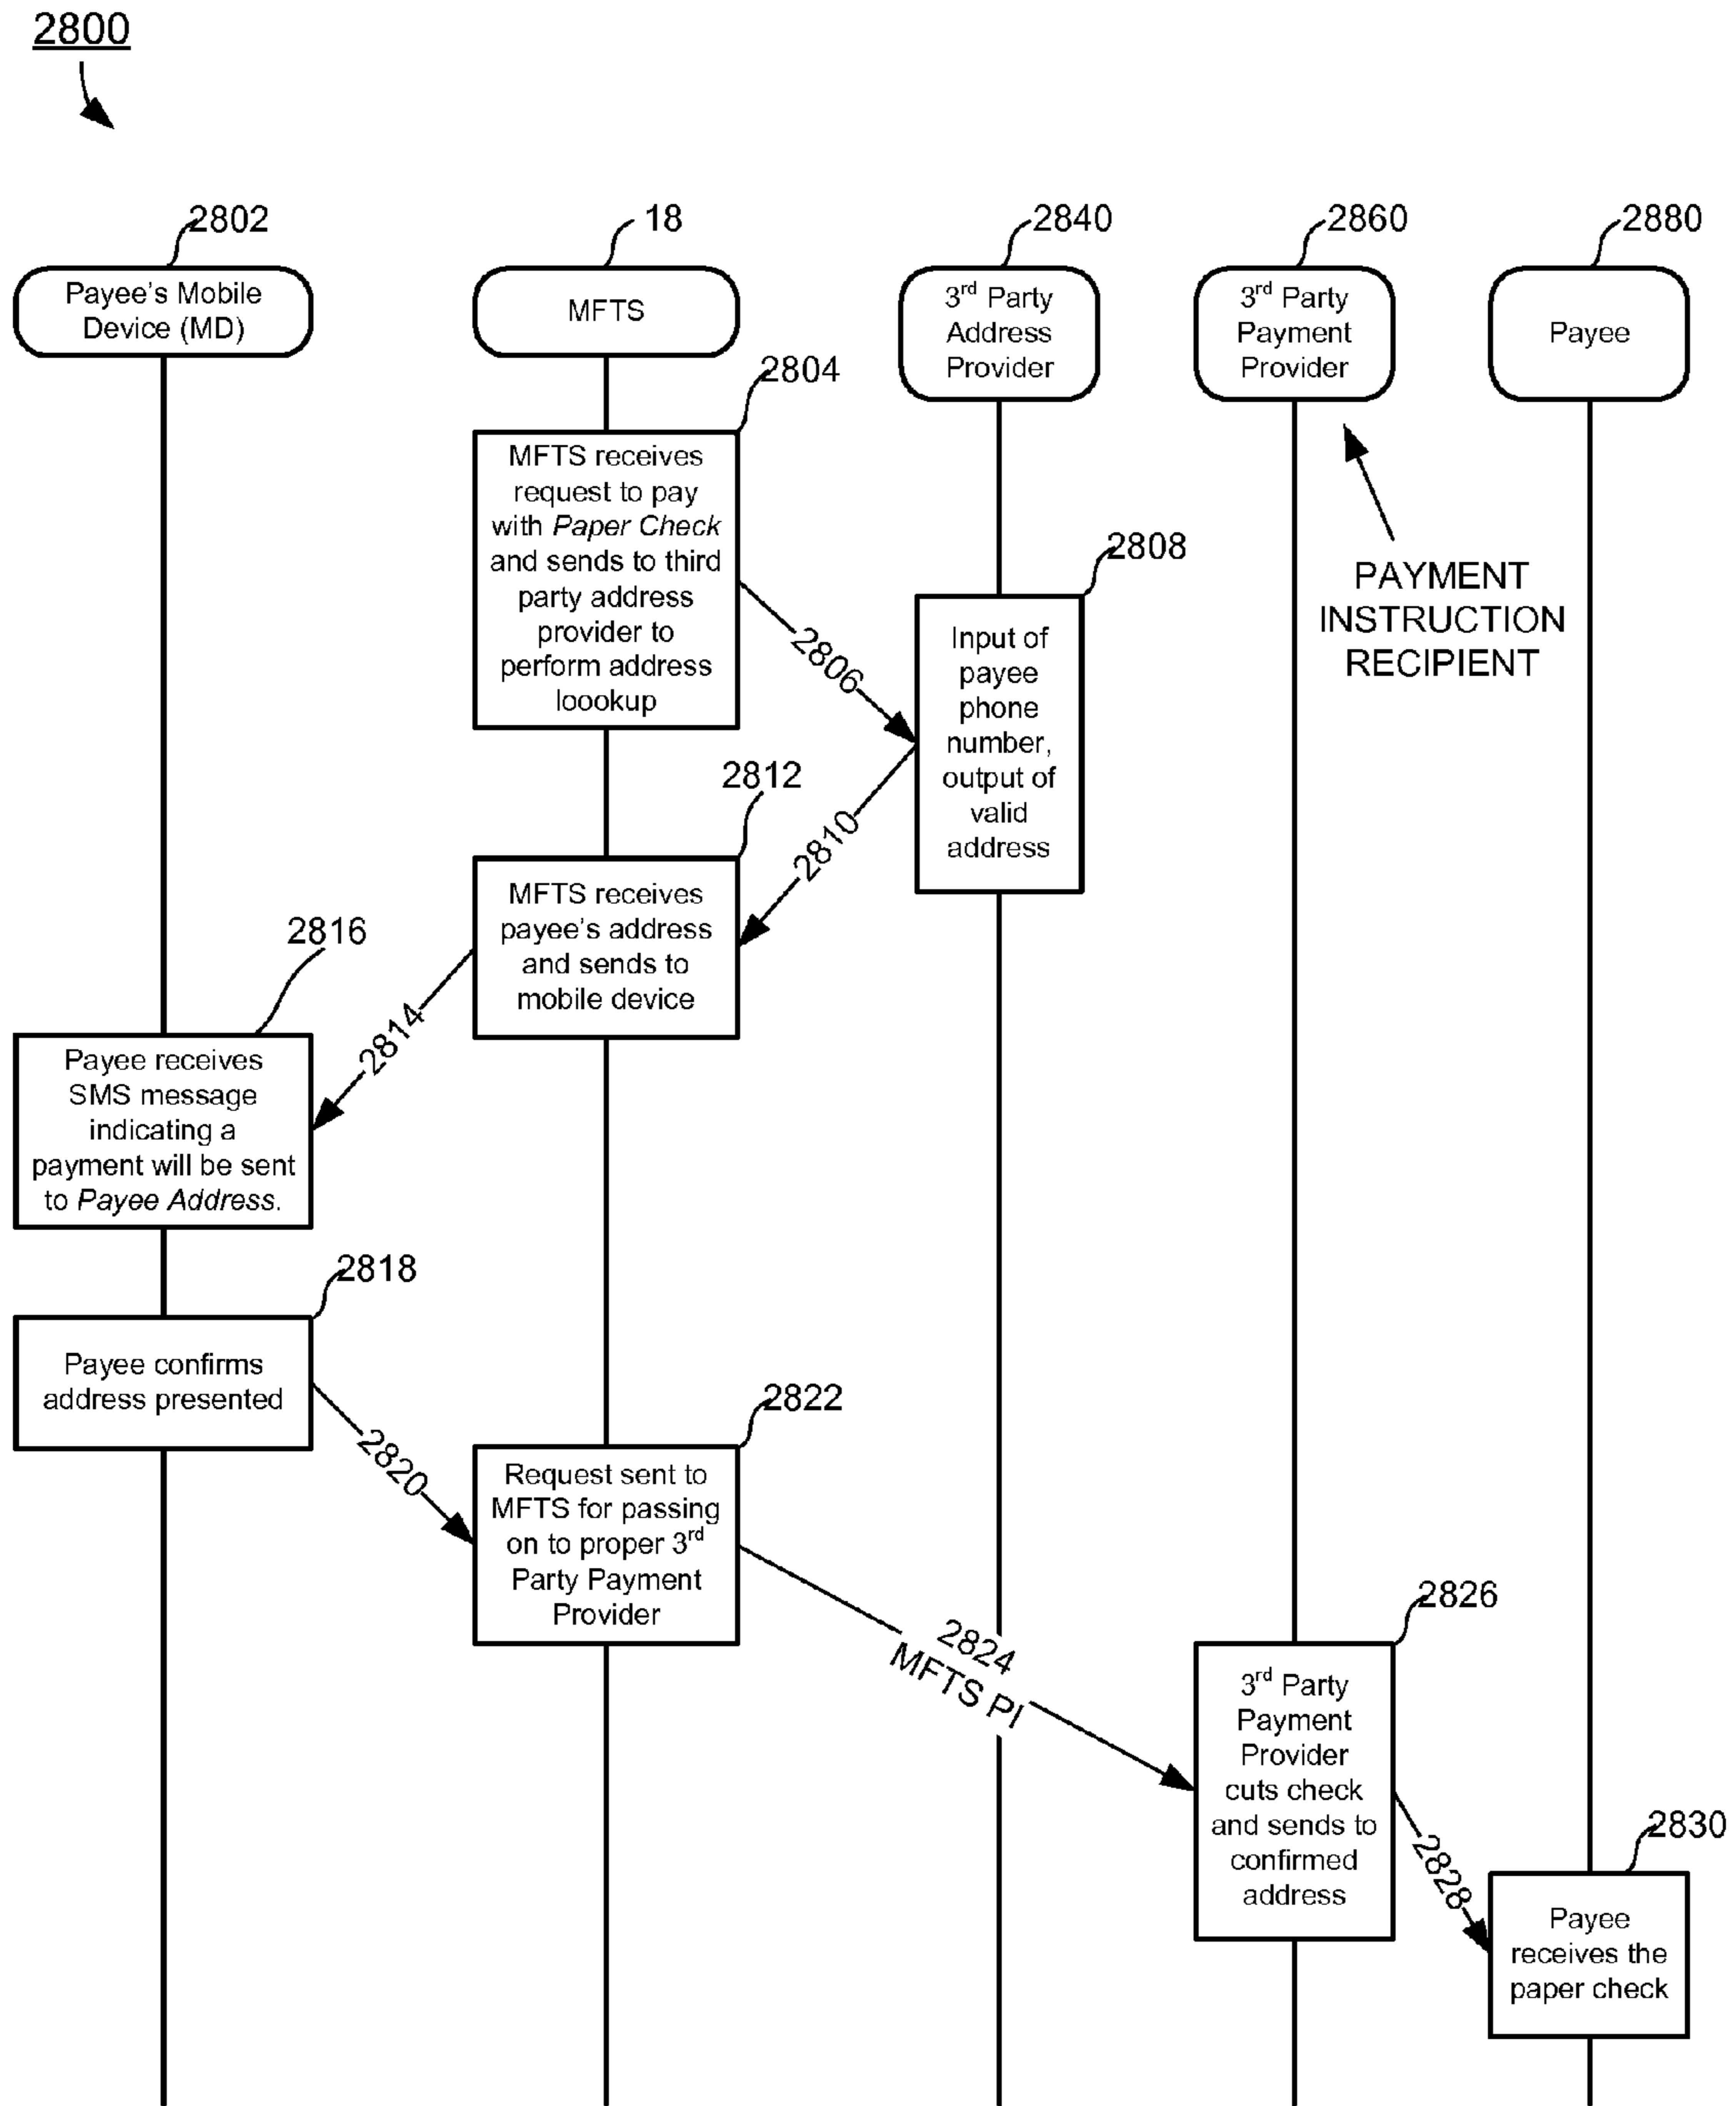 2800
2802
18
2840
2860
2880
Payee's Mobile
Device (MD)
MFTS
3rd Party
Address
Provider
3rd Party
Payment
Provider
Payee
2804
MFTS receives
request to pay
with Paper Check
and sends to third
party address
provider to
perform address
loookup
2806
2808
Input of
payee
phone
number,
output of
valid
address
PAYMENT
INSTRUCTION
RECIPIENT
2810
2812
MFTS receives
payee's address
and sends to
mobile device
2814
2816
Payee receives
SMS message
indicating a
payment will be sent
to Payee Address.
2818
Payee confirms
address presented
2820
2822
Request sent to
MFTS for passing
on to proper 3rd
Party Payment
Provider
2824
MFTS PI
2826
3rd Party
Payment
Provider
cuts check
and sends to
confirmed
address
2828
2830
Payee
receives the
paper check